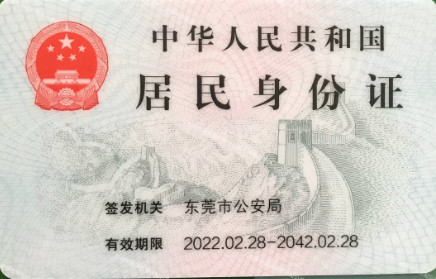 中华人民共和国
居民身份证
签发机关 东莞市公安局
有效期限 2022.02.28-2042.02.28